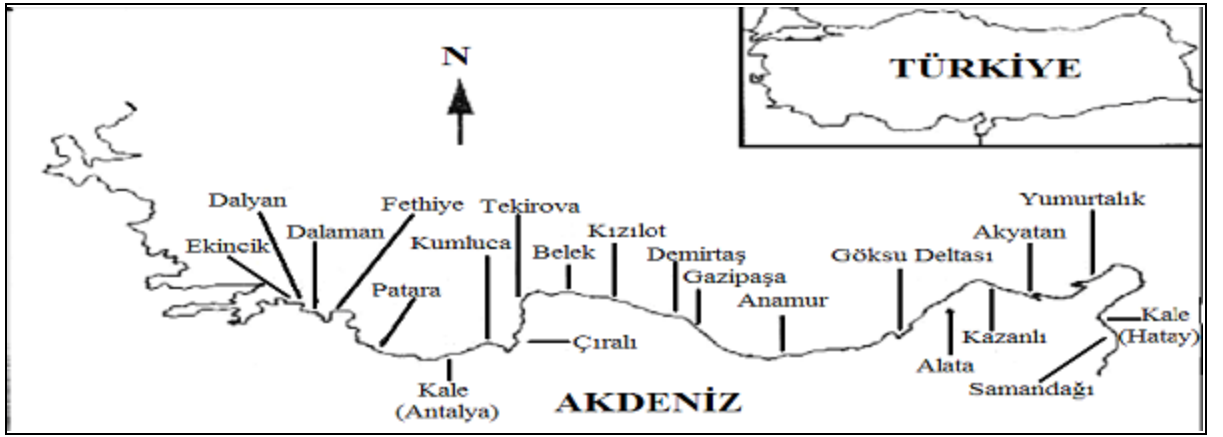 N
TÜRKİYE
Dalyan
Fethiye
Tekirova
Yumurtalık
Ekincik
Dalaman
Kumluca
Belek
Kızılot
Demirtaş
Göksu Deltası
Akyatan
Patara
Gazipaşa
Anamur
Çıralı
Kazanlı
Kale
(Hatay)
Alata
Samandağı
Kale
(Antalya)
AKDENİZ